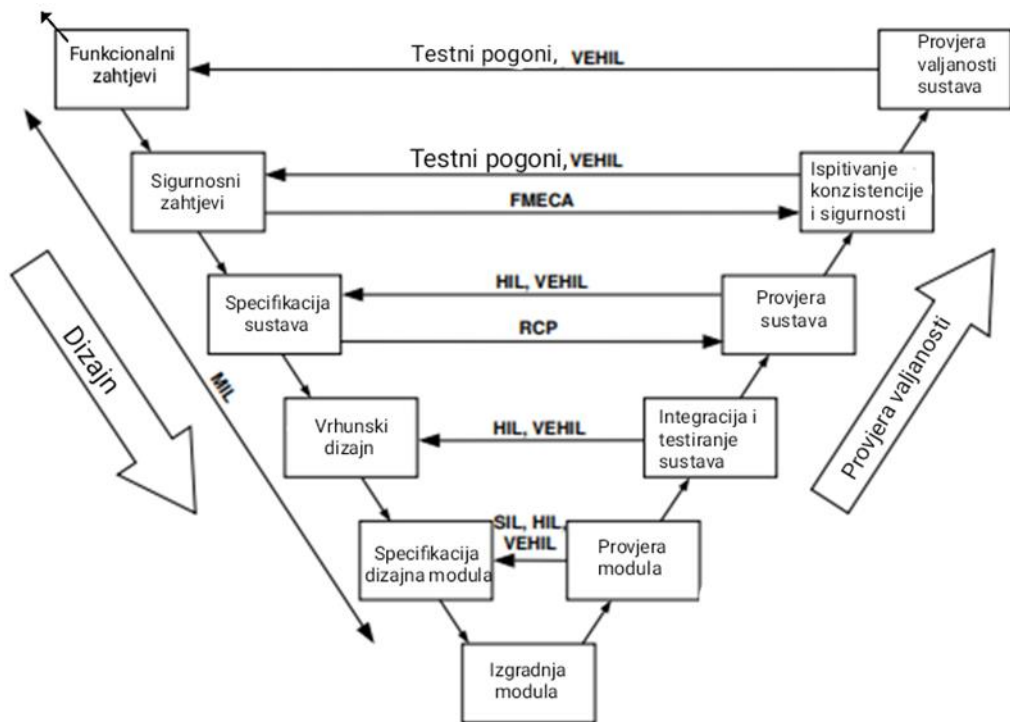 Funkcionalni
zahtjevi
Testni pogoni, VEHIL
Provjera
valjanosti
sustava
Sigurnosni
zahtjevi
Testni pogoni, VEHIL
FMECA
Ispitivanje
konzistencije
i sigurnosti
Specifikacija
sustava
HIL, VEHIL
RCP
Provjera
sustava
Dizajn
MIL
Provjera valjanosti
Vrhunski
dizajn
HIL, VEHIL
Integracija i
testiranje
sustava
Specifikacija
dizajna modula
SIL, HIL,
VEHIL
Provjera
modula
Izgradnja
modula